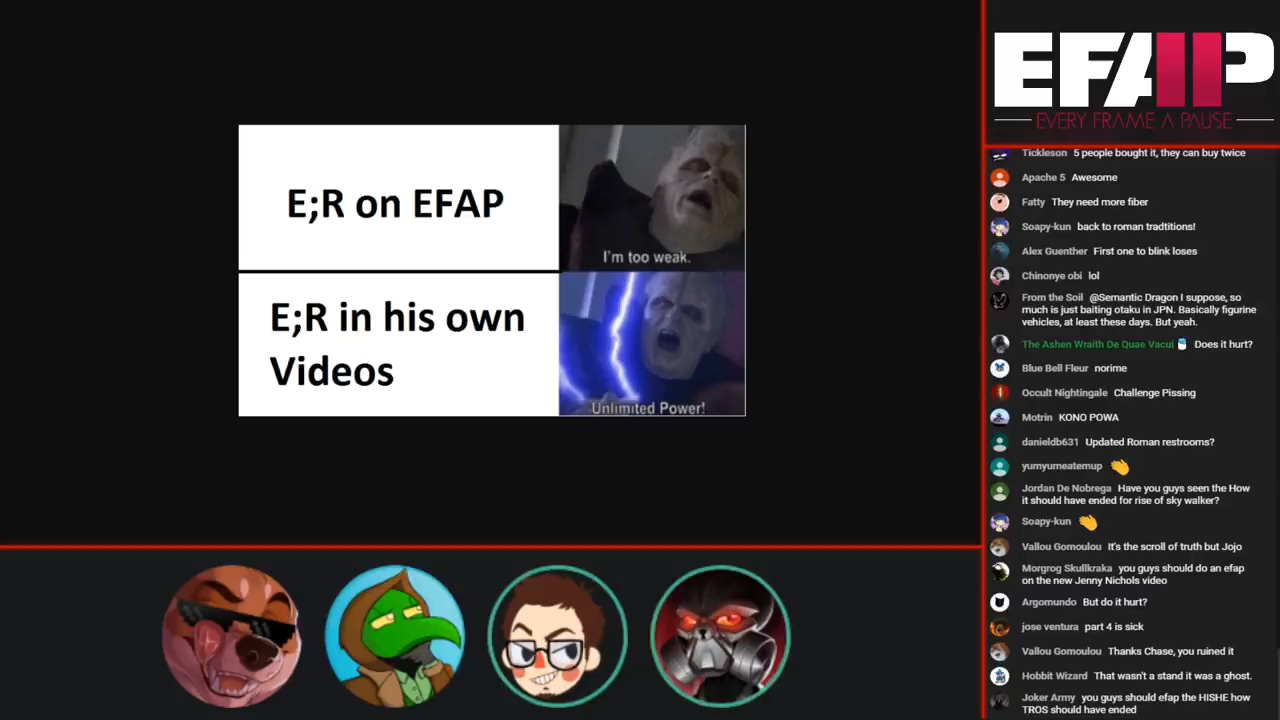 E;R on EFAP
I'm too weak.
E;R in his own
Videos
Unlimited Power!
EFAP
EVERY FRAME A PAUSE
Tickleson 5 people bought it, they can buy twice
Apache 5 Awesome
Fatty They need more fiber
Soapy-kun back to roman tradtitions!
Alex Guenther First one to blink loses
Chinonye obi lol
From the Soil @Semantic Dragon I suppose, so
much is just baiting otaku in JPN. Basically figurine
vehicles, at least these days. But yeah.
The Ashen Wraith De Quae Vacui Does it hurt?
Blue Bell Fleur norime
Occult Nightingale Challenge Pissing
Motrin KONO POWA
danieldb631 Updated Roman restrooms?
yumyumeatemup 👏
Jordan De Nobrega Have you guys seen the How
it should have ended for rise of sky walker?
Soapy-kun 👏
Vallou Gomoulou It's the scroll of truth but Jojo
Morgrog Skullkraka you guys should do an efap
on the new Jenny Nichols video
Argomundo But do it hurt?
jose ventura part 4 is sick
Vallou Gomoulou Thanks Chase, you ruined it
Hobbit Wizard That wasn't a stand it was a ghost.
Joker Army you guys should efap the HISHE how
TROS should have ended